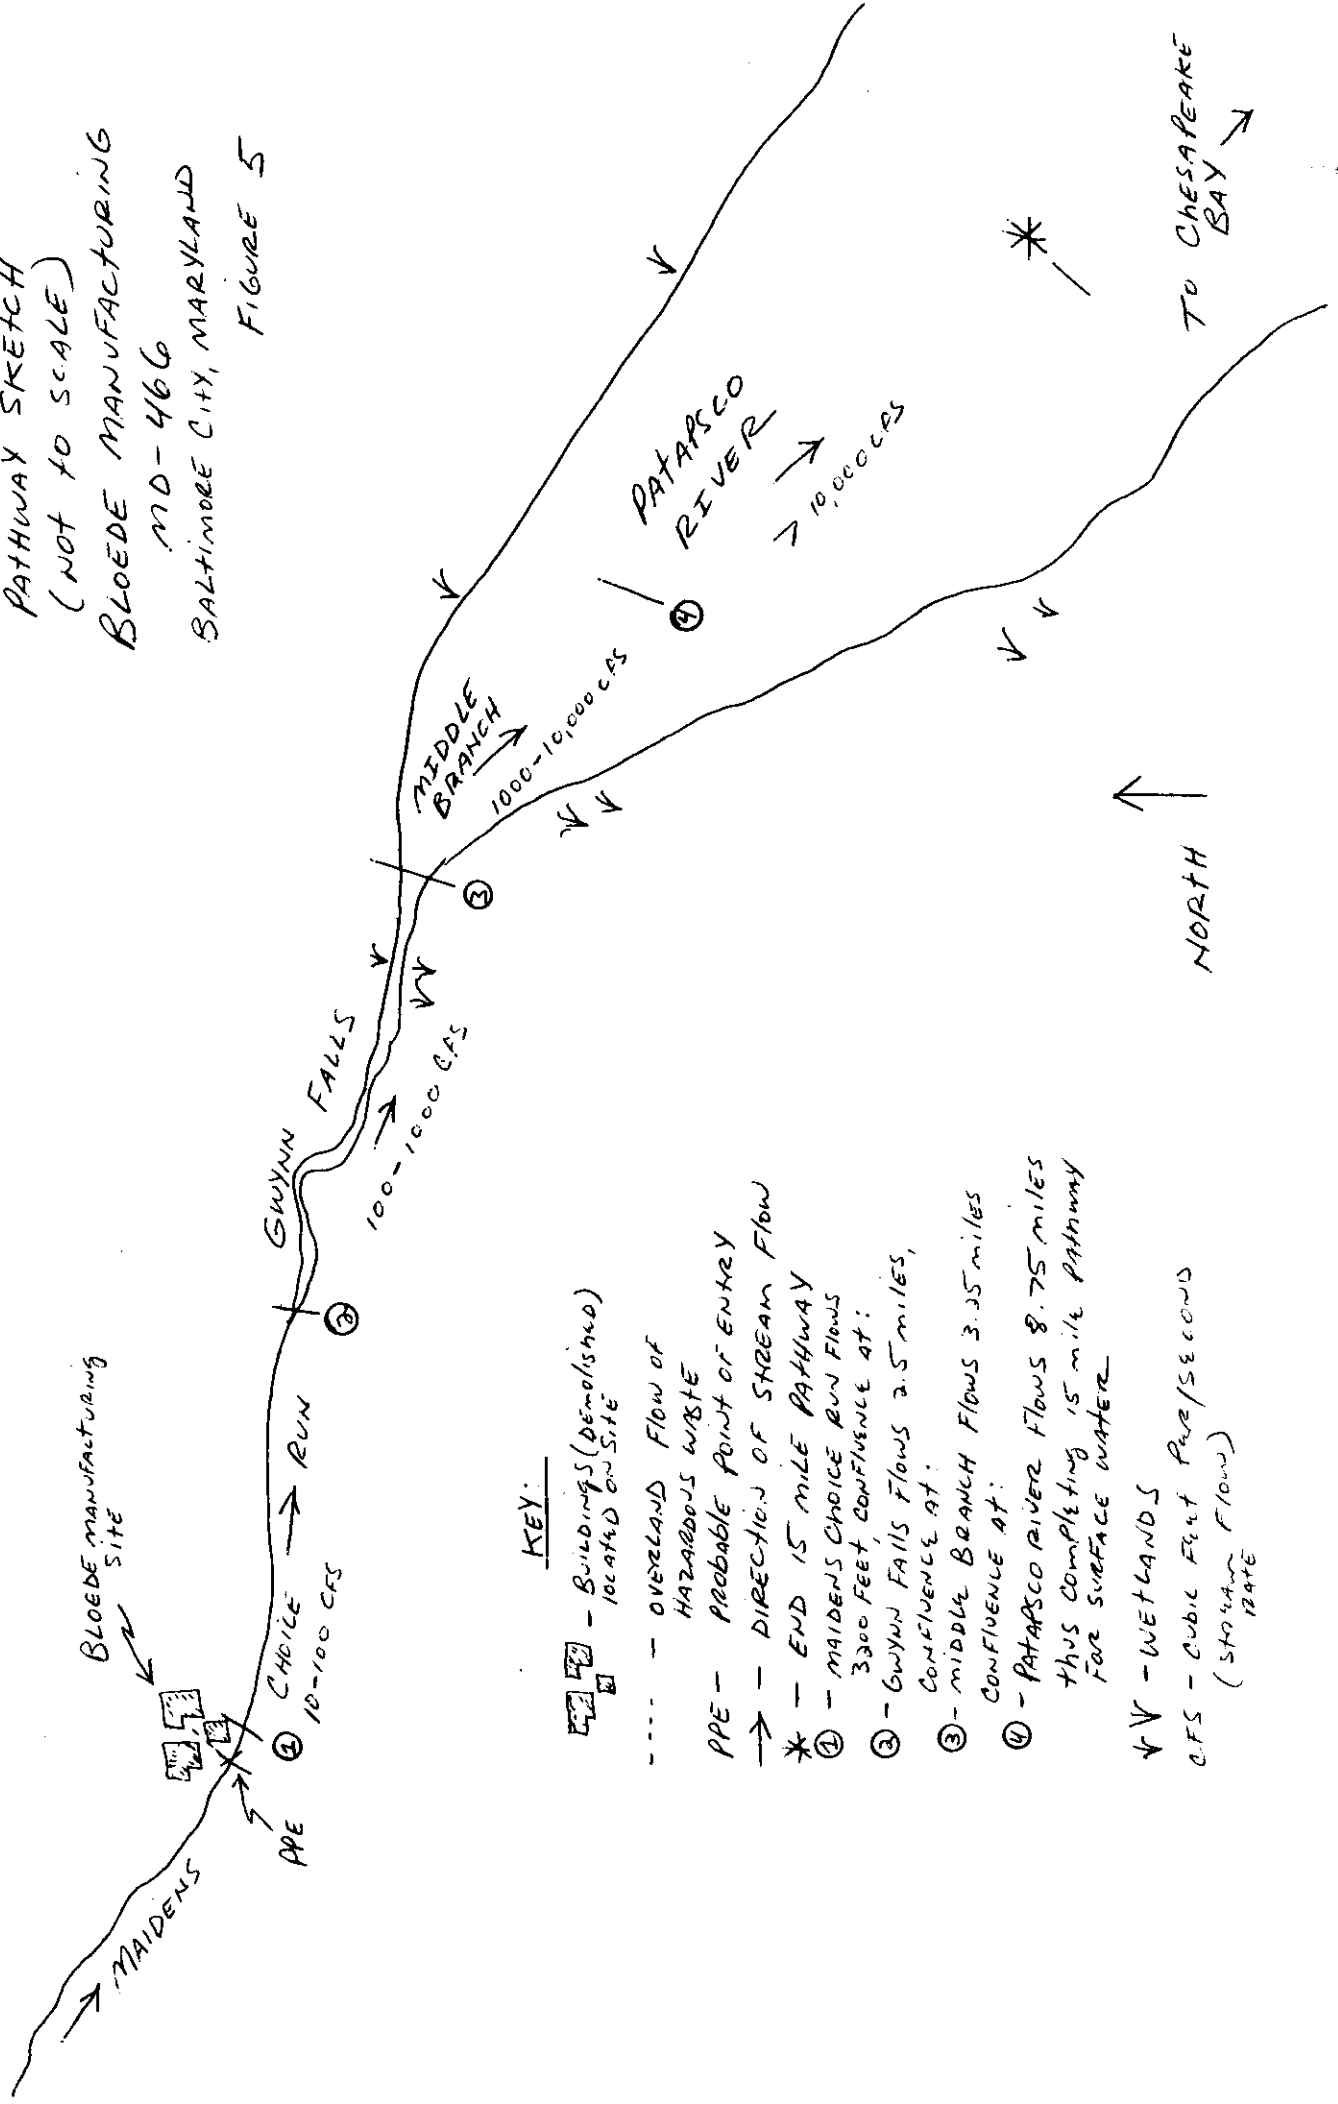 PATHWAY SKETCH
(NOT to SCALE)
BLOEDE MANUFACTURING
MD-466
BALTIMORE CITY, MARYLAND
FIGURE 5
BLOEDE MANUFACTURING
SITE
MAIDENS
CHOICE
RUN
PPE
①
10-100 CFS
②
GWYNN
FALLS
100-1000 CFS
③
MIDDLE
BRANCH
1000-10,000 CFS
④
PATAPSCO
RIVER
> 10,000 CFS
*
TO CHESAPEAKE
BAY
NORTH
KEY:
- BUILDINGS (DEMOLISHED)
LOCATED ON SITE
---- - OVERLAND FLOW OF
HAZARDOUS WASTE
PPE - PROBABLE POINT OF ENTRY
→ - DIRECTION OF STREAM FLOW
* - END 15 MILE PATHWAY
① - MAIDENS CHOICE RUN FLOWS
3200 FEET, CONFLUENCE AT:
② - GWYNN FALLS FLOWS 2.5 MILES,
CONFLUENCE AT:
③ - MIDDLE BRANCH FLOWS 3.25 MILES
CONFLUENCE AT:
④ - PATAPSCO RIVER FLOWS 8.75 MILES
THUS COMPLETING 15 MILE PATHWAY
FOR SURFACE WATER
- WETLANDS
CFS - CUBIC FEET PER/SECOND
(STREAM FLOW)
RATE